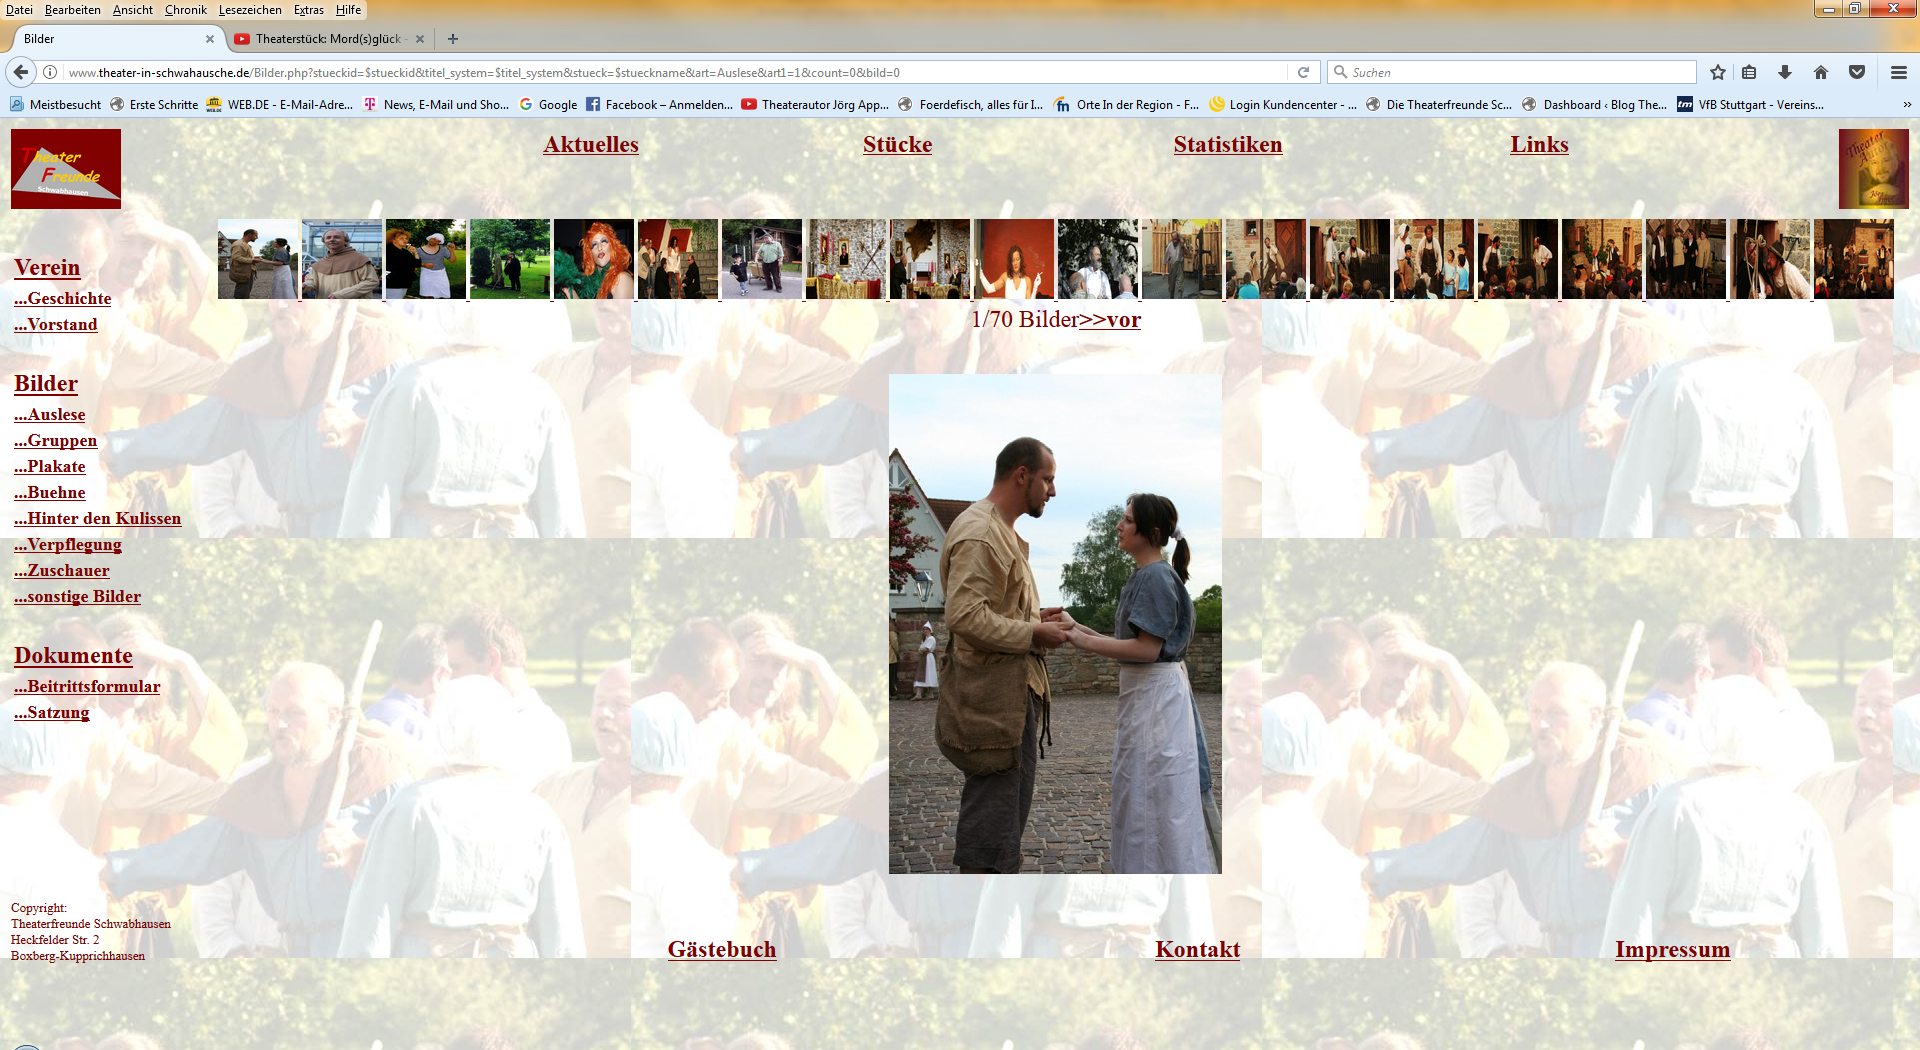 Datei Bearbeiten Ansicht Chronik Lesezeichen Extras Hilfe
Bilder Theaterstück: Mord(s)glück -
www.theater-in-schwahausche.de/Bilder.php?stueckid=$stueckid&titel_system=$titel_system&stueck=$stueckname&art=Auslese&art1=1&count=0&bild=0 Suchen
Meistbesucht Erste Schritte WEB.DE - E-Mail-Adre... News, E-Mail und Sho... Google Facebook – Anmelden... Theaterautor Jörg App... Foerdefisch, alles für I... Orte In der Region - F... Login Kundencenter - ... Die Theaterfreunde Sc... Dashboard ‹ Blog The... VfB Stuttgart - Vereins... »
Theater
Freunde
Schwabhausen
Aktuelles Stücke Statistiken Links
Theater
Verein
...Geschichte
...Vorstand
1/70 Bilder>>vor
Bilder
...Auslese
...Gruppen
...Plakate
...Buehne
...Hinter den Kulissen
...Verpflegung
...Zuschauer
...sonstige Bilder
Dokumente
...Beitrittsformular
...Satzung
Copyright:
Theaterfreunde Schwabhausen
Heckfelder Str. 2
Boxberg-Kupprichhausen
Gästebuch Kontakt Impressum